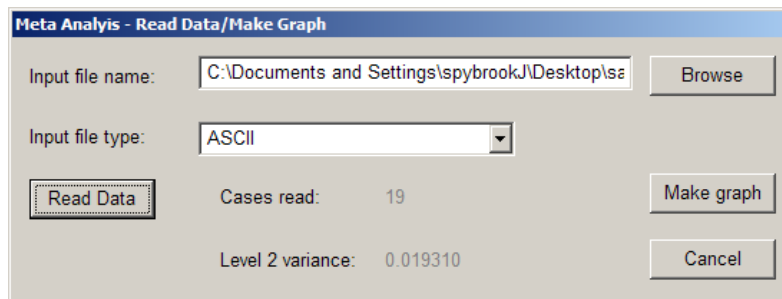 Meta Analyis - Read Data/Make Graph
Input file name: C:\Documents and Settings\spybrookJ\Desktop\sa Browse
Input file type: ASCII
Read Data Cases read: 19 Make graph
Level 2 variance: 0.019310 Cancel